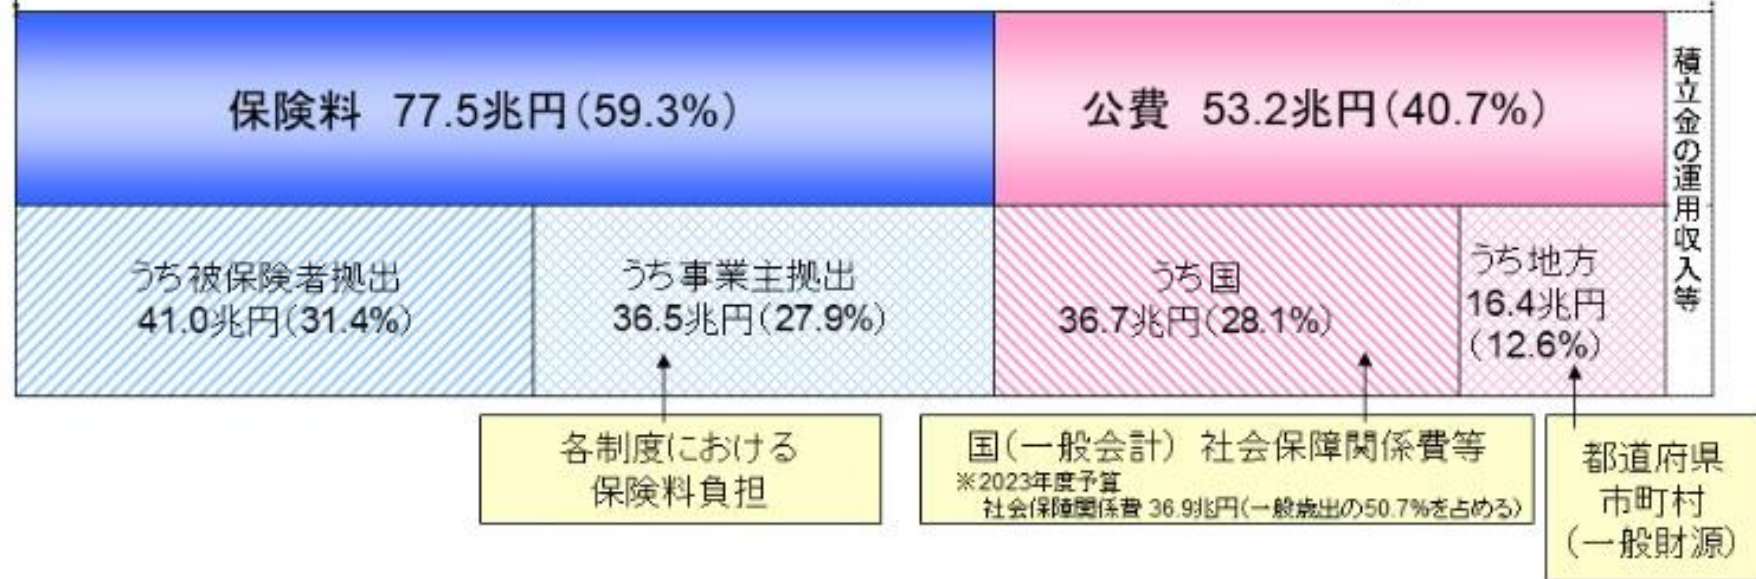 保険料 77.5兆円(59.3%)
公費 53.2兆円(40.7%)
積立金の運用収入等
うち被保険者拠出
41.0兆円(31.4%)
うち事業主拠出
36.5兆円(27.9%)
うち国
36.7兆円(28.1%)
うち地方
16.4兆円
(12.6%)
各制度における
保険料負担
国(一般会計) 社会保障関係費等
※2023年度予算
社会保障関係費 36.9兆円(一般歳出の50.7%を占める)
都道府県
市町村
(一般財源)